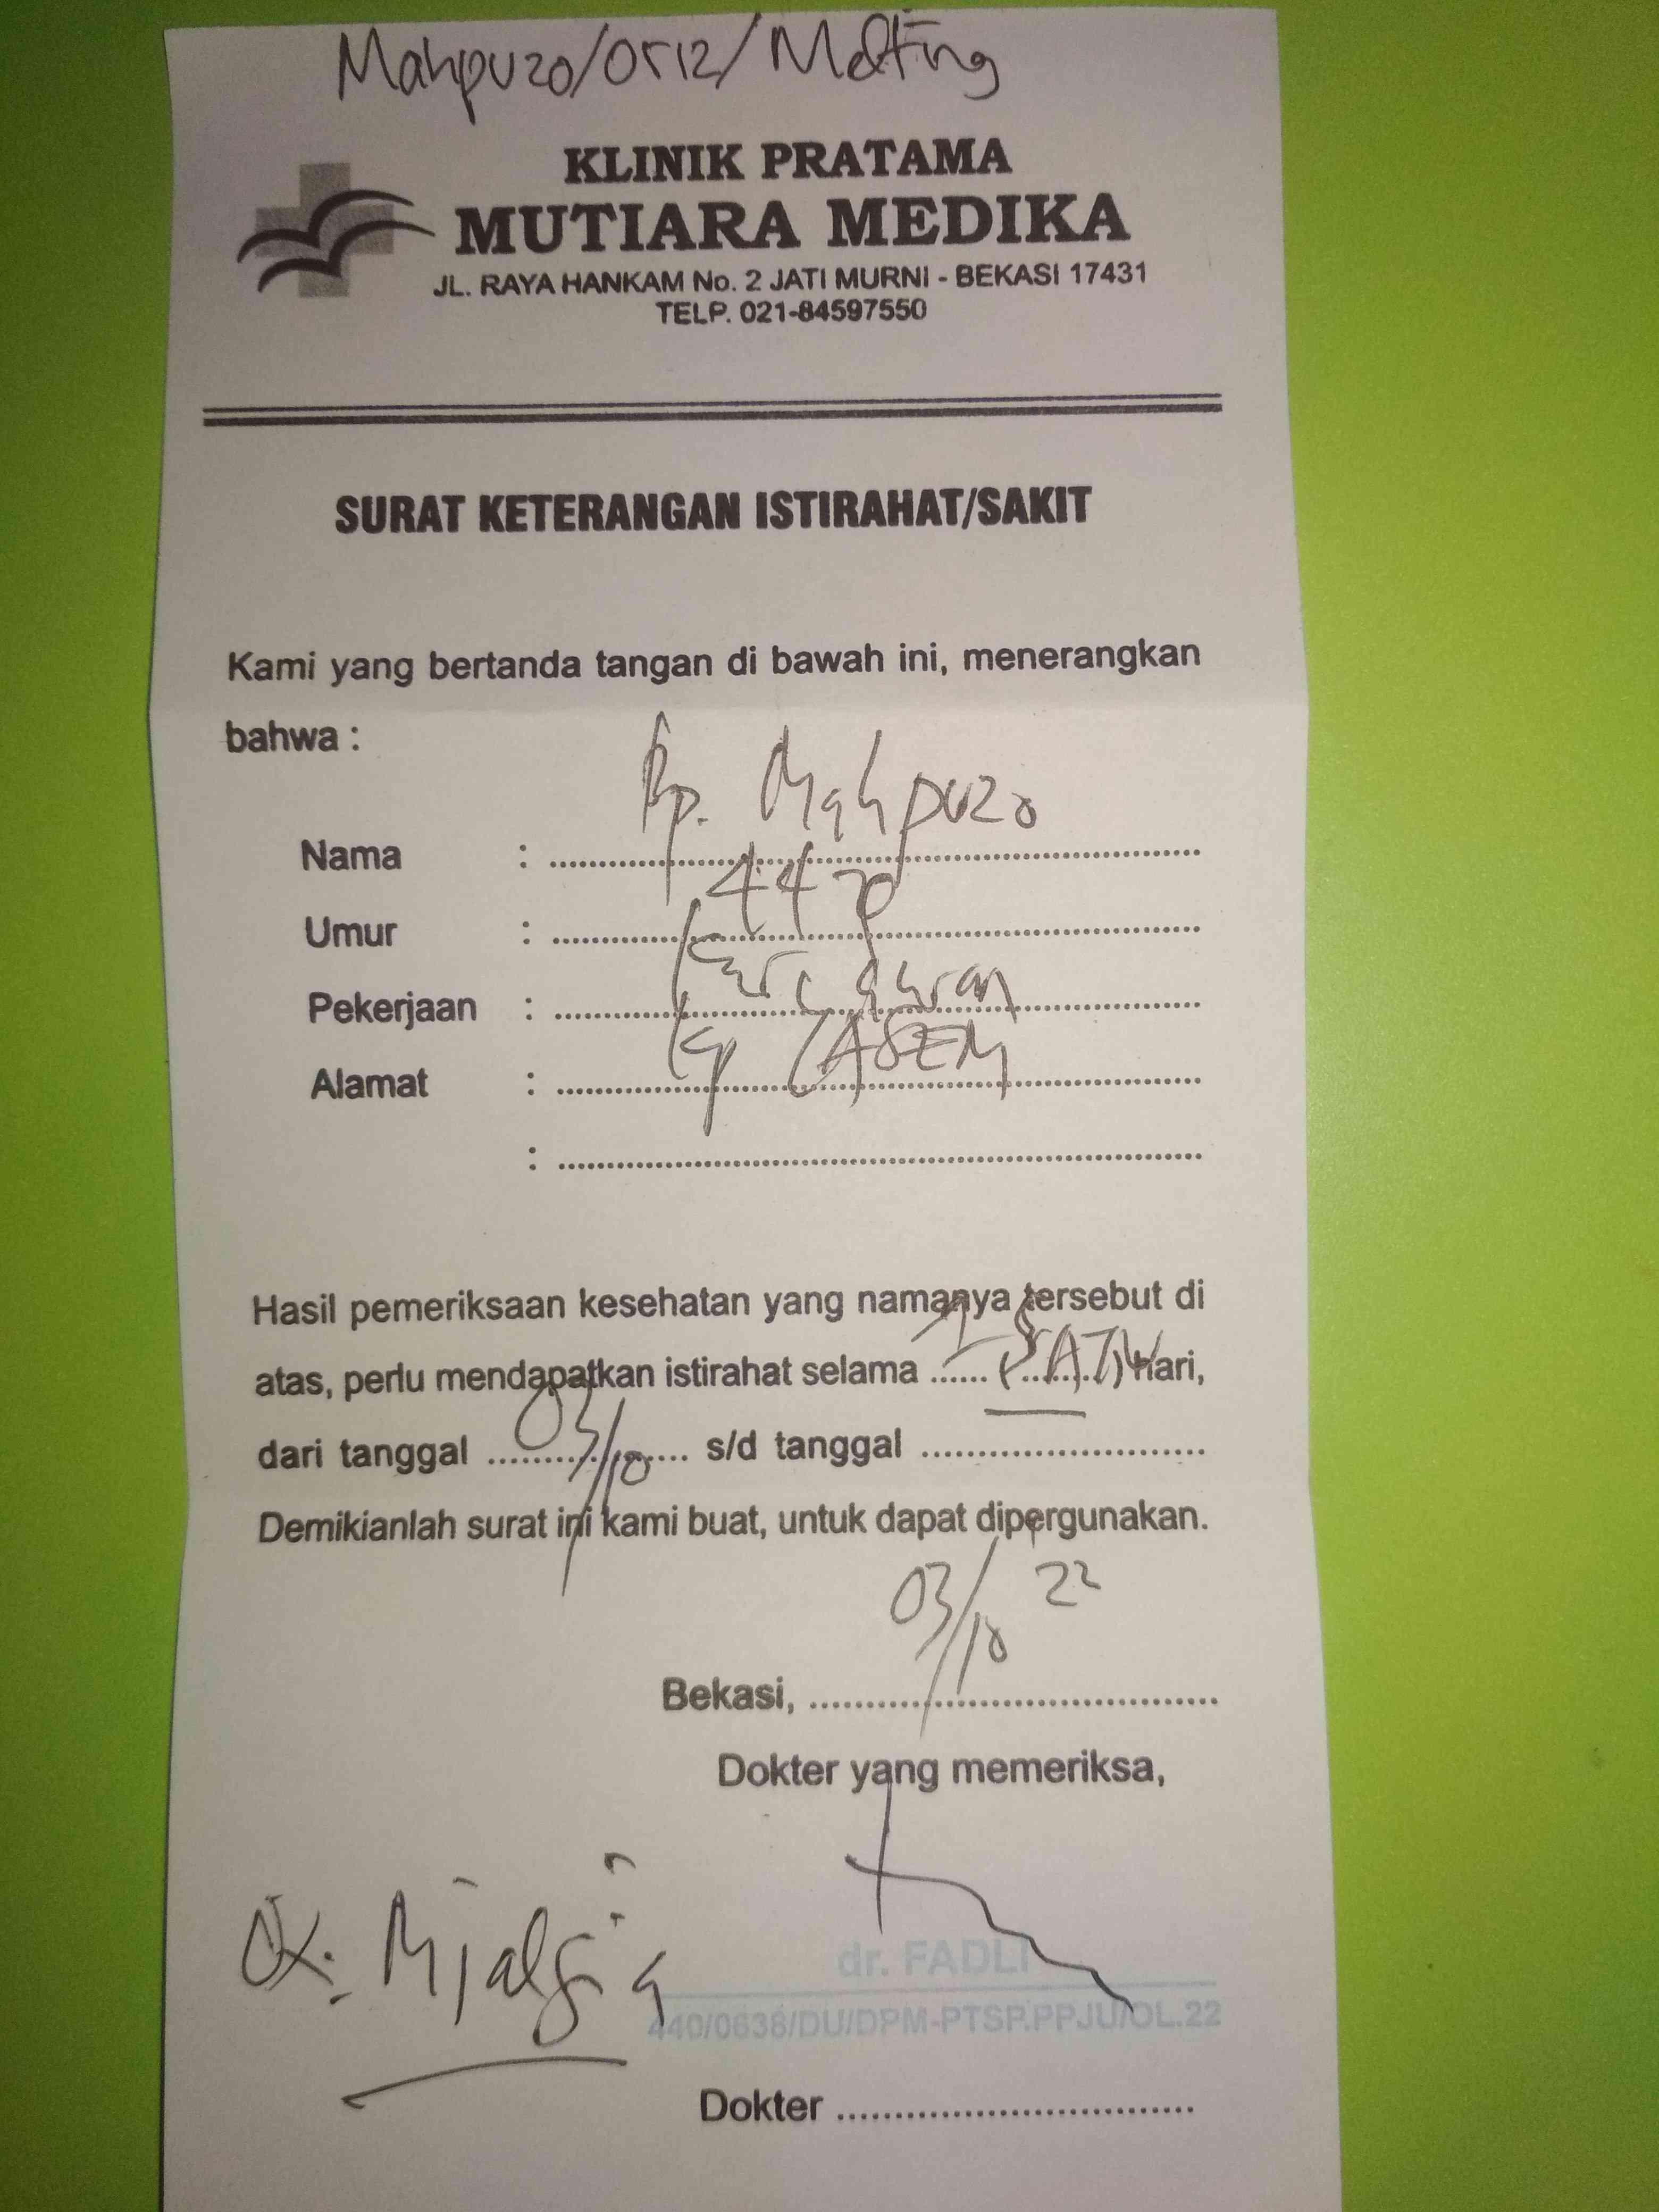 Mahpuzo/0512/Melting
KLINIK PRATAMA
MUTIARA MEDIKA
JL. RAYA HANKAM No. 2 JATI MURNI - BEKASI 17431
TELP. 021-84597550
SURAT KETERANGAN ISTIRAHAT/SAKIT
Kami yang bertanda tangan di bawah ini, menerangkan
bahwa :
Nama : Bp. Mahpuzo
Umur : 44
Pekerjaan : Karyawan
Alamat : Kp ASEM
:
Hasil pemeriksaan kesehatan yang namanya tersebut di
atas, perlu mendapatkan istirahat selama 1 (SATU) Hari,
dari tanggal 03/10 s/d tanggal
Demikianlah surat ini kami buat, untuk dapat dipergunakan.
Bekasi, 03/10 22
Dokter yang memeriksa,
Dx: Mialgia
dr. FADLI
440/0638/DU/DPM-PTSP.PPJU/OL.22
Dokter